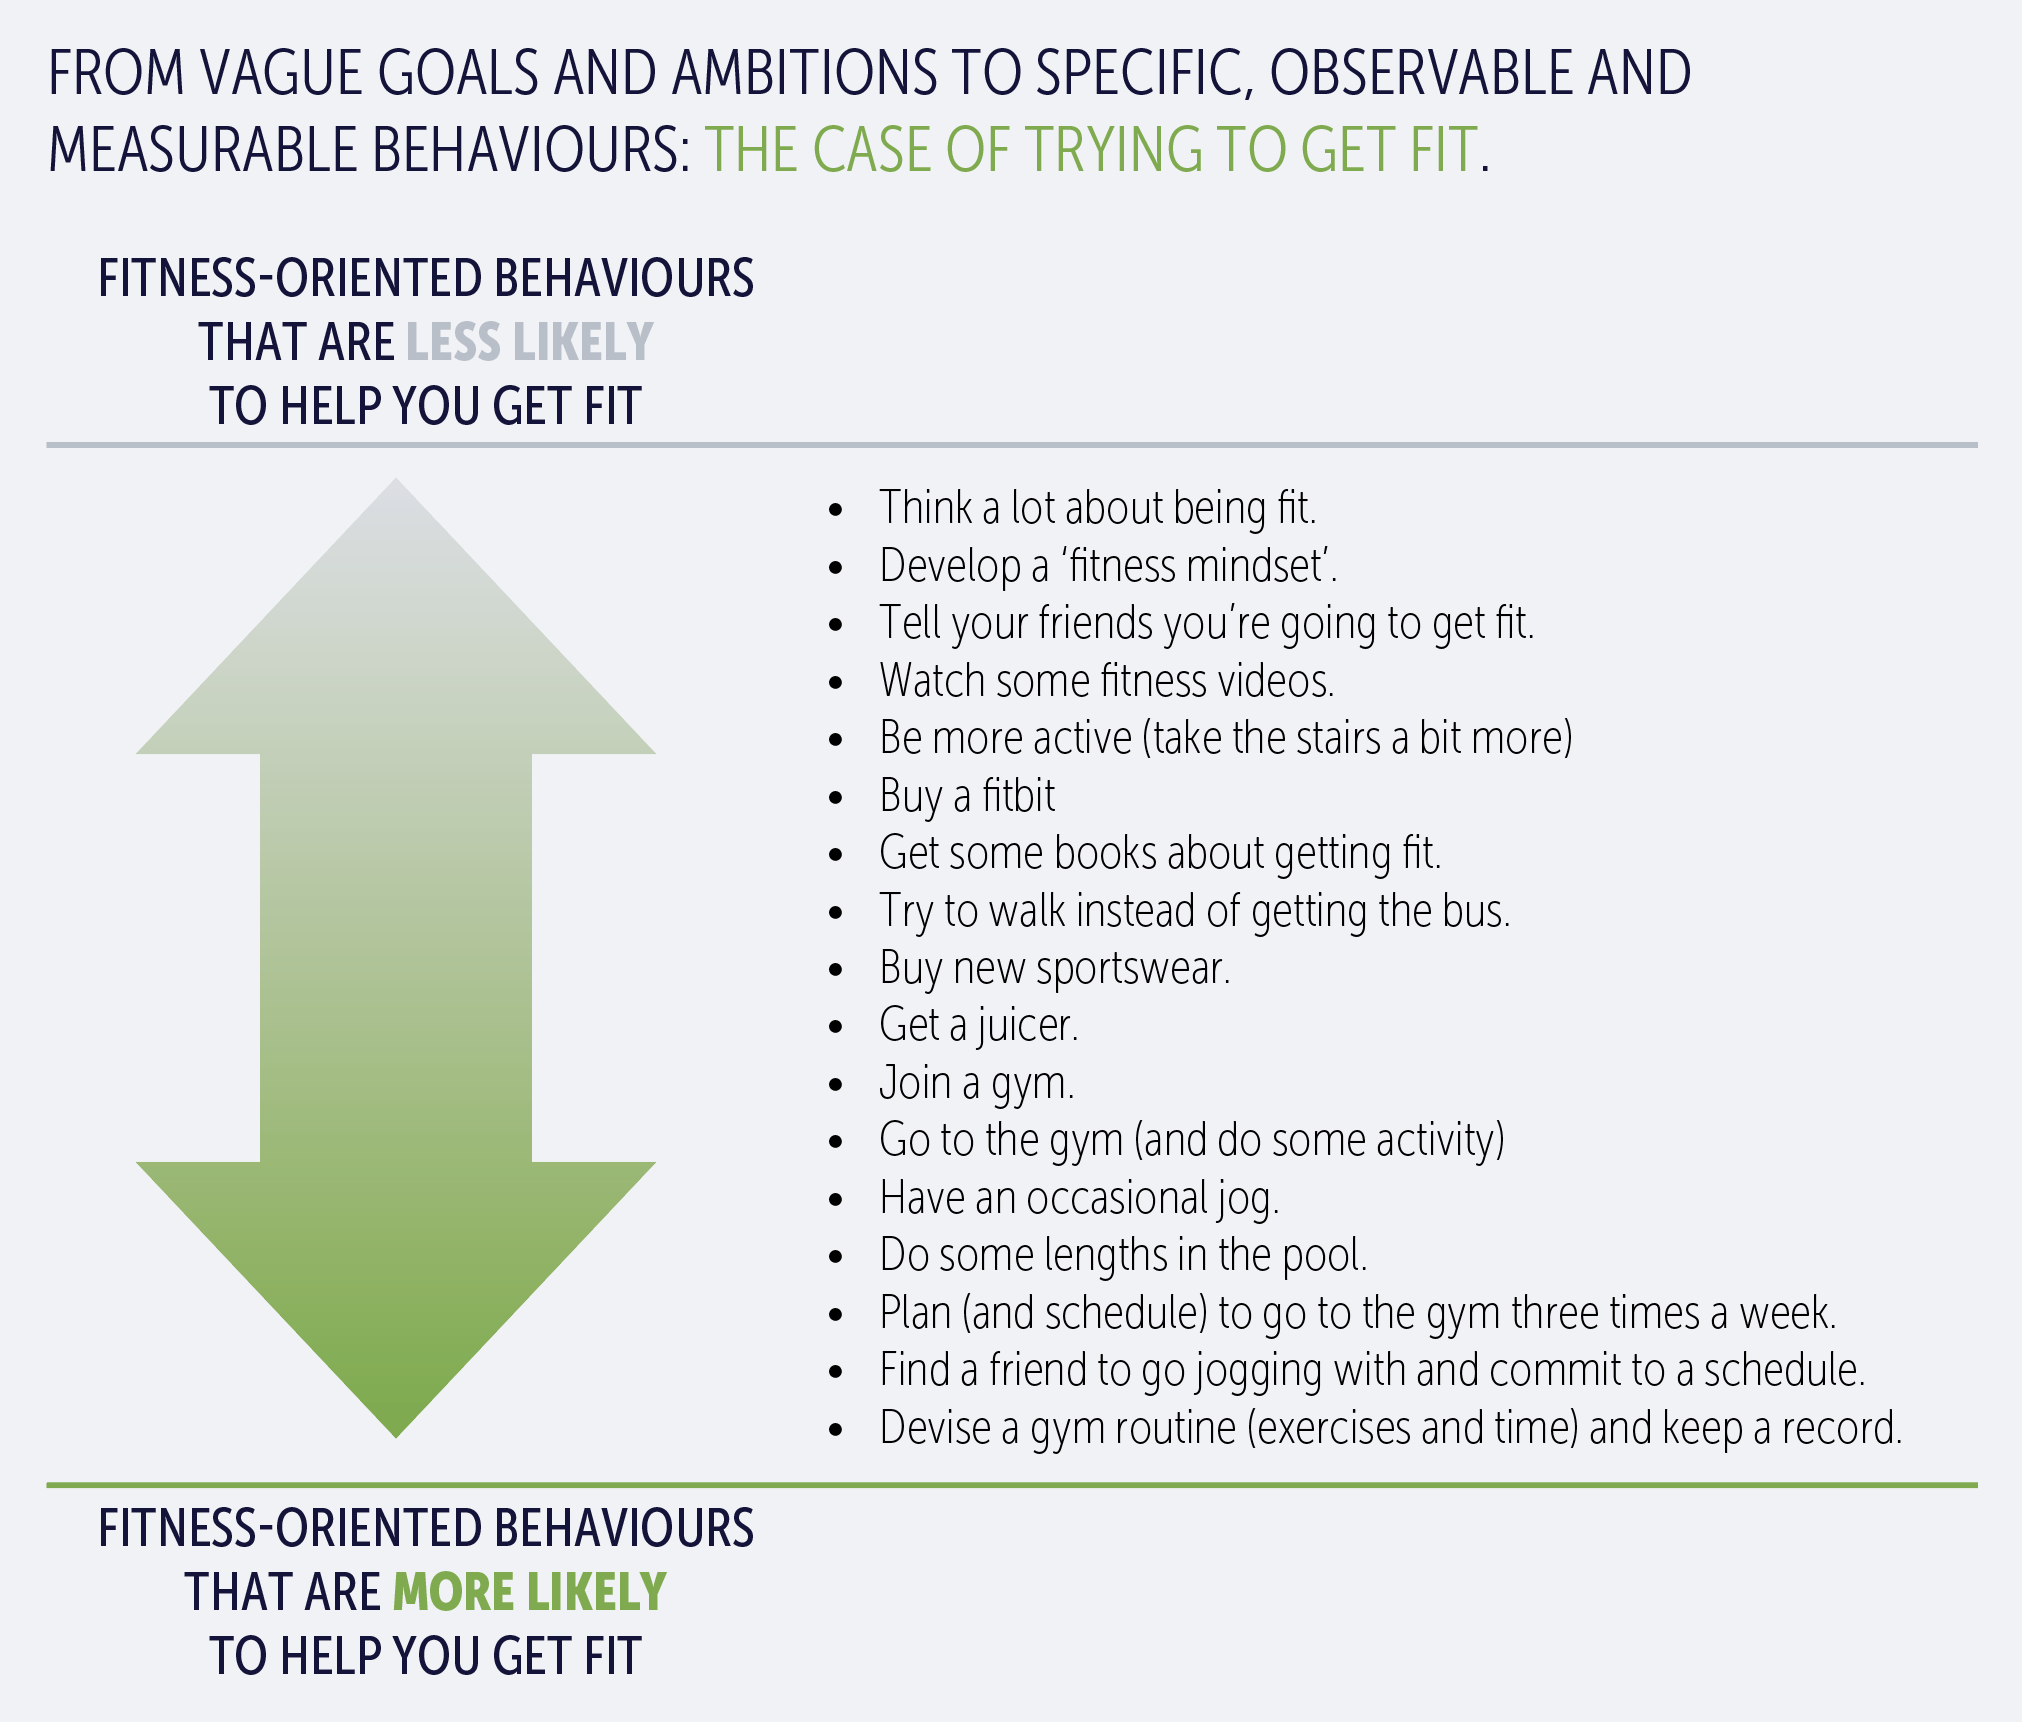 FROM VAGUE GOALS AND AMBITIONS TO SPECIFIC, OBSERVABLE AND
MEASURABLE BEHAVIOURS: THE CASE OF TRYING TO GET FIT.
FITNESS-ORIENTED BEHAVIOURS
THAT ARE LESS LIKELY
TO HELP YOU GET FIT
• Think a lot about being fit.
• Develop a ‘fitness mindset’.
• Tell your friends you’re going to get fit.
• Watch some fitness videos.
• Be more active (take the stairs a bit more)
• Buy a fitbit
• Get some books about getting fit.
• Try to walk instead of getting the bus.
• Buy new sportswear.
• Get a juicer.
• Join a gym.
• Go to the gym (and do some activity)
• Have an occasional jog.
• Do some lengths in the pool.
• Plan (and schedule) to go to the gym three times a week.
• Find a friend to go jogging with and commit to a schedule.
• Devise a gym routine (exercises and time) and keep a record.
FITNESS-ORIENTED BEHAVIOURS
THAT ARE MORE LIKELY
TO HELP YOU GET FIT